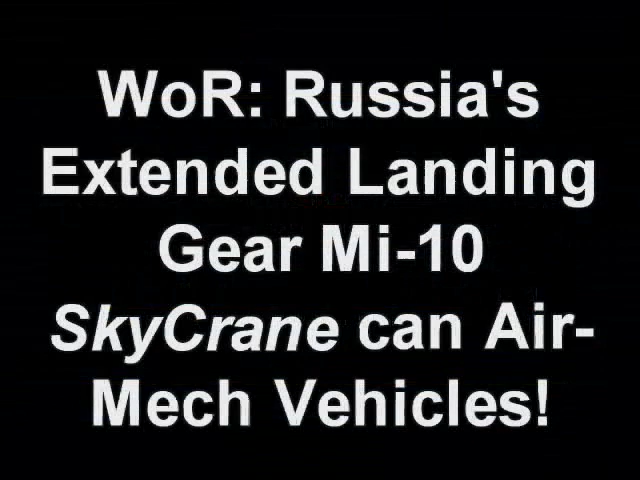 WoR: Russia's
Extended Landing
Gear Mi-10
SkyCrane can Air-
Mech Vehicles!